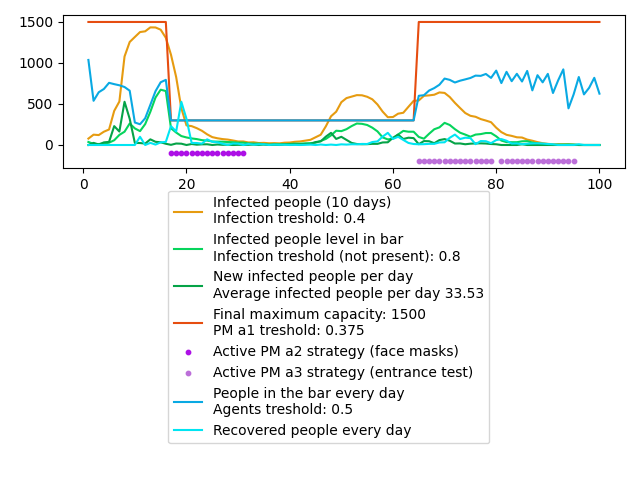 1500
1000
500
0
0
20
40
60
80
100
Infected people (10 days)
Infection treshold: 0.4
Infected people level in bar
Infection treshold (not present): 0.8
New infected people per day
Average infected people per day 33.53
Final maximum capacity: 1500
PM a1 treshold: 0.375
Active PM a2 strategy (face masks)
Active PM a3 strategy (entrance test)
People in the bar every day
Agents treshold: 0.5
Recovered people every day